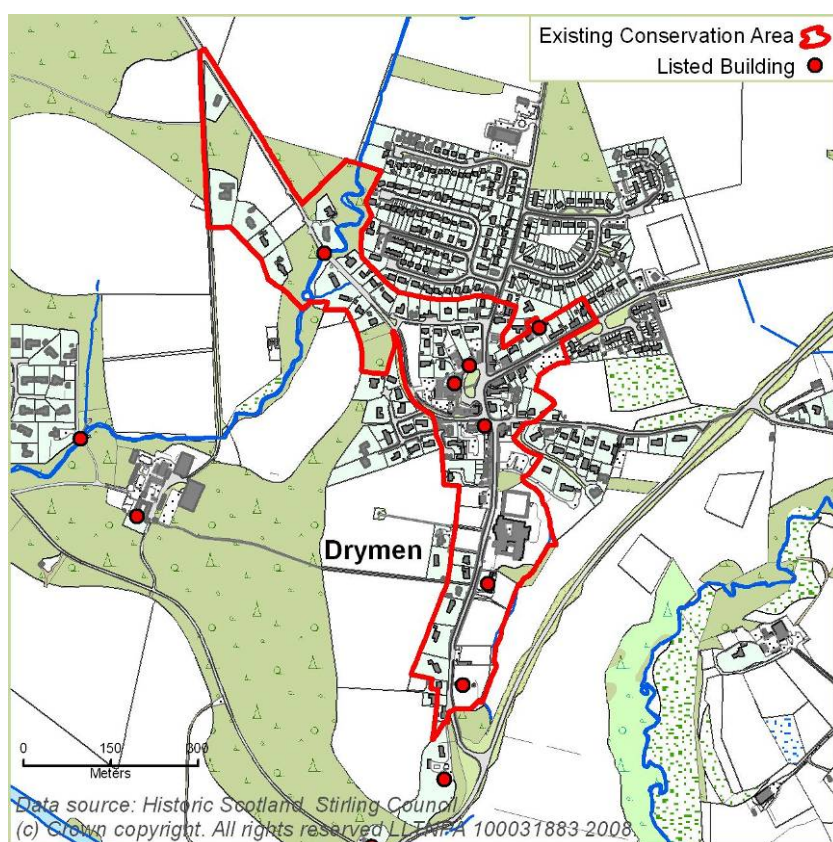 Existing Conservation Area
Listed Building
Drymen
0 150 300
Meters
Data source: Historic Scotland, Stirling Council
(c) Crown copyright. All rights reserved LLTNPA 100031883 2008.